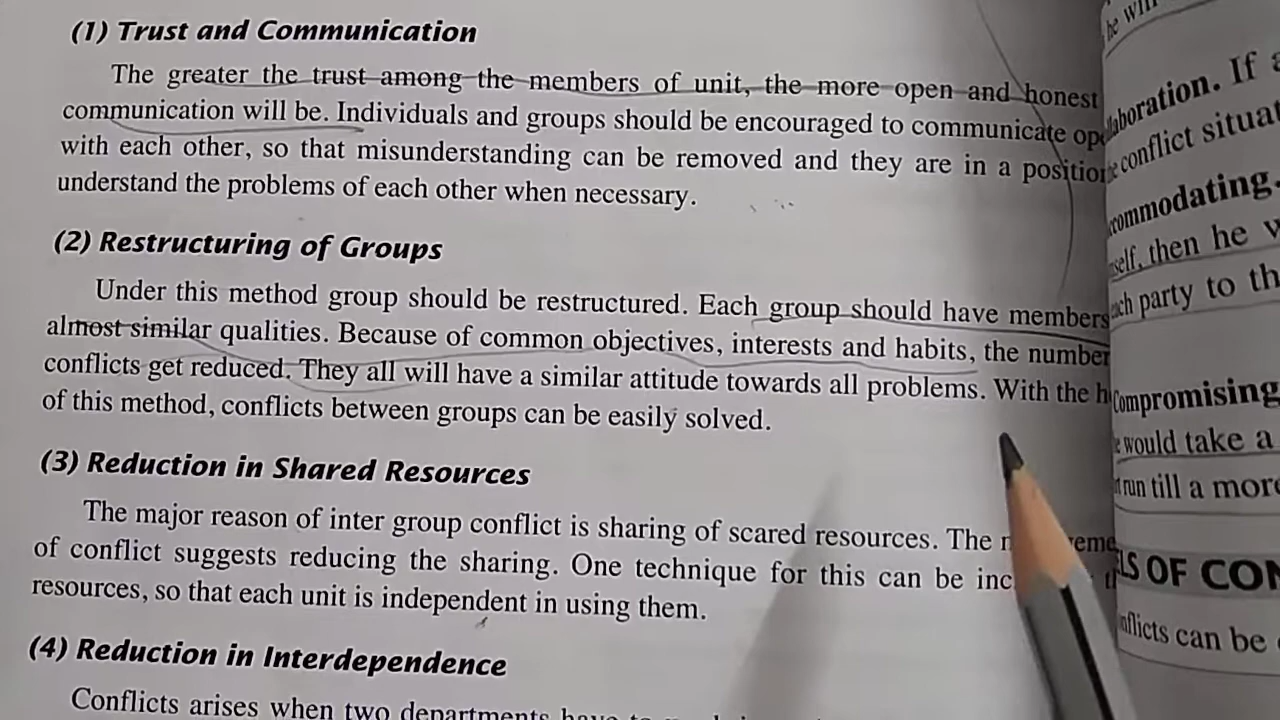 (1) Trust and Communication
The greater the trust among the members of unit, the more open and honest
communication will be. Individuals and groups should be encouraged to communicate
with each other, so that misunderstanding can be removed and they are in a position
understand the problems of each other when necessary.
(2) Restructuring of Groups
Under this method group should be restructured. Each group should have members
almost similar qualities. Because of common objectives, interests and habits, the number
conflicts get reduced. They all will have a similar attitude towards all problems. With the
of this method, conflicts between groups can be easily solved.
(3) Reduction in Shared Resources
The major reason of inter group conflict is sharing of scared resources. The
of conflict suggests reducing the sharing. One technique for this can be
resources, so that each unit is independent in using them.
(4) Reduction in Interdependence
Conflicts arises when two departments have to
he
If
conflict situat
then he
party to th
Compromising
would take a
run till a more
OF CON
can be